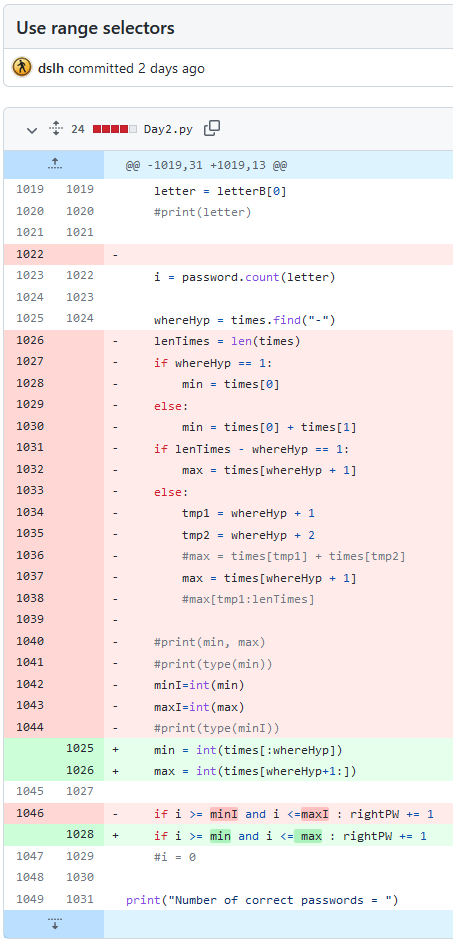 Use range selectors
dslh committed 2 days ago
24 Day2.py
@@ -1019,31 +1019,13 @@
1019 1019 letter = letterB[0]
1020 1020 #print(letter)
1021 1021
1022 -
1023 1022 i = password.count(letter)
1024 1023
1025 1024 whereHyp = times.find("-")
1026 - lenTimes = len(times)
1027 - if whereHyp == 1:
1028 - min = times[0]
1029 - else:
1030 - min = times[0] + times[1]
1031 - if lenTimes - whereHyp == 1:
1032 - max = times[whereHyp + 1]
1033 - else:
1034 - tmp1 = whereHyp + 1
1035 - tmp2 = whereHyp + 2
1036 - #max = times[tmp1] + times[tmp2]
1037 - max = times[whereHyp + 1]
1038 - #max[tmp1:lenTimes]
1039 -
1040 - #print(min, max)
1041 - #print(type(min))
1042 - minI=int(min)
1043 - maxI=int(max)
1044 - #print(type(minI))
1025 + min = int(times[:whereHyp])
1026 + max = int(times[whereHyp+1:])
1045 1027
1046 - if i >= minI and i <=maxI : rightPW += 1
1028 + if i >= min and i <= max : rightPW += 1
1047 1029 #i = 0
1048 1030
1049 1031 print("Number of correct passwords = ")